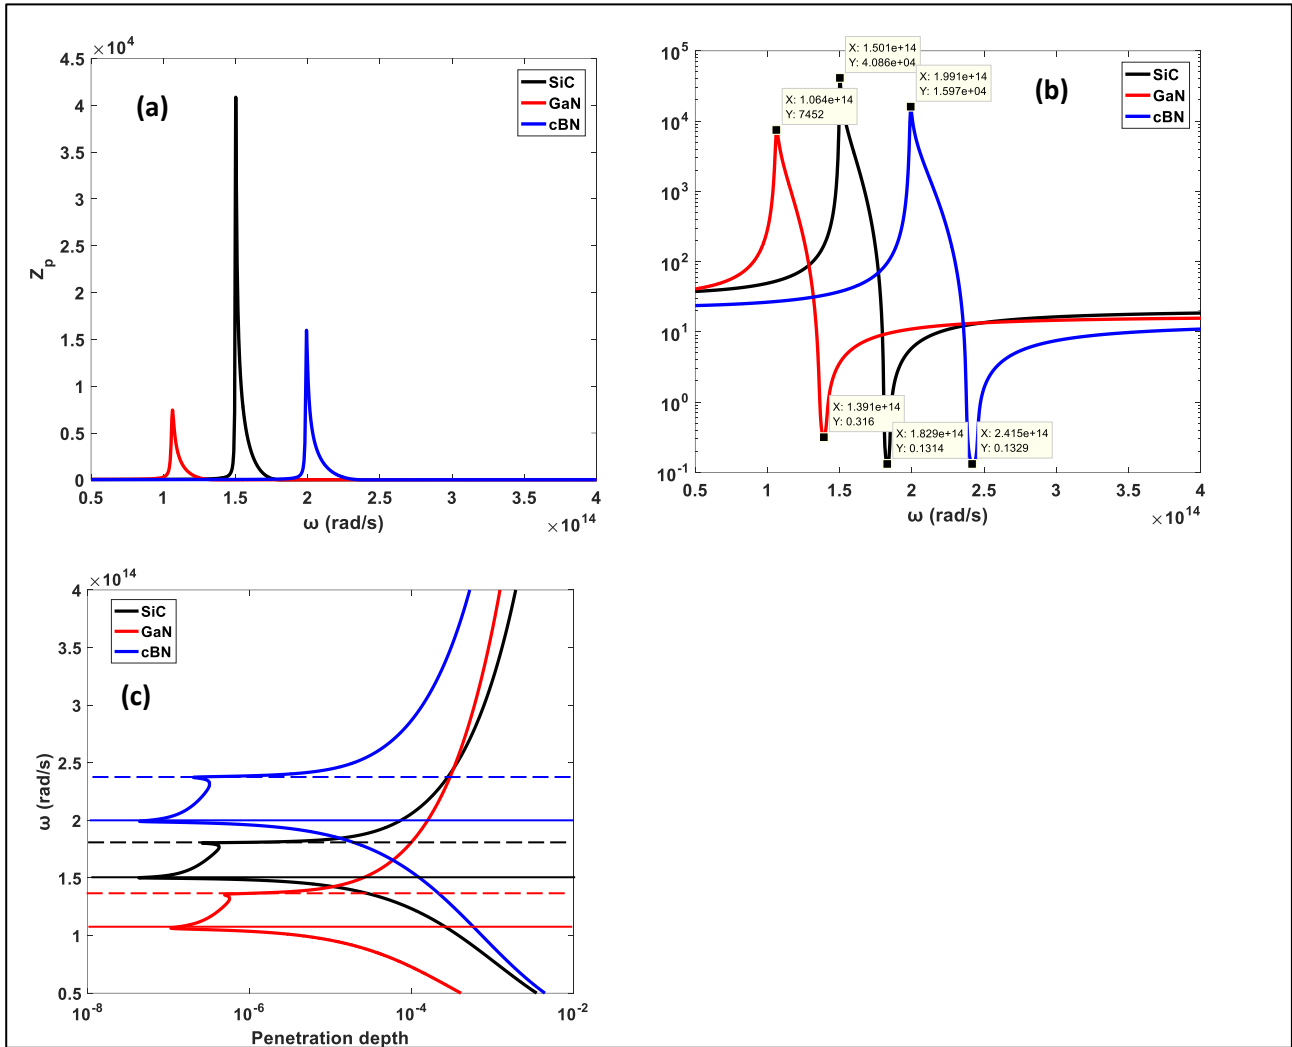 (a)
×10^4
4.5
4
3.5
3
2.5
2
1.5
1
0.5
0
Z_p
0.5 1 1.5 2 2.5 3 3.5 4
ω (rad/s)
×10^14
SiC
GaN
cBN
(b)
10^5
10^4
10^3
10^2
10^1
10^0
10^-1
X: 1.501e+14
Y: 4.086e+04
X: 1.991e+14
Y: 1.597e+04
X: 1.064e+14
Y: 7452
X: 1.391e+14
Y: 0.316
X: 1.829e+14
Y: 0.1314
X: 2.415e+14
Y: 0.1329
SiC
GaN
cBN
0.5 1 1.5 2 2.5 3 3.5 4
ω (rad/s)
×10^14
(c)
×10^14
4
3.5
3
2.5
2
1.5
1
0.5
ω (rad/s)
SiC
GaN
cBN
10^-8 10^-6 10^-4 10^-2
Penetration depth